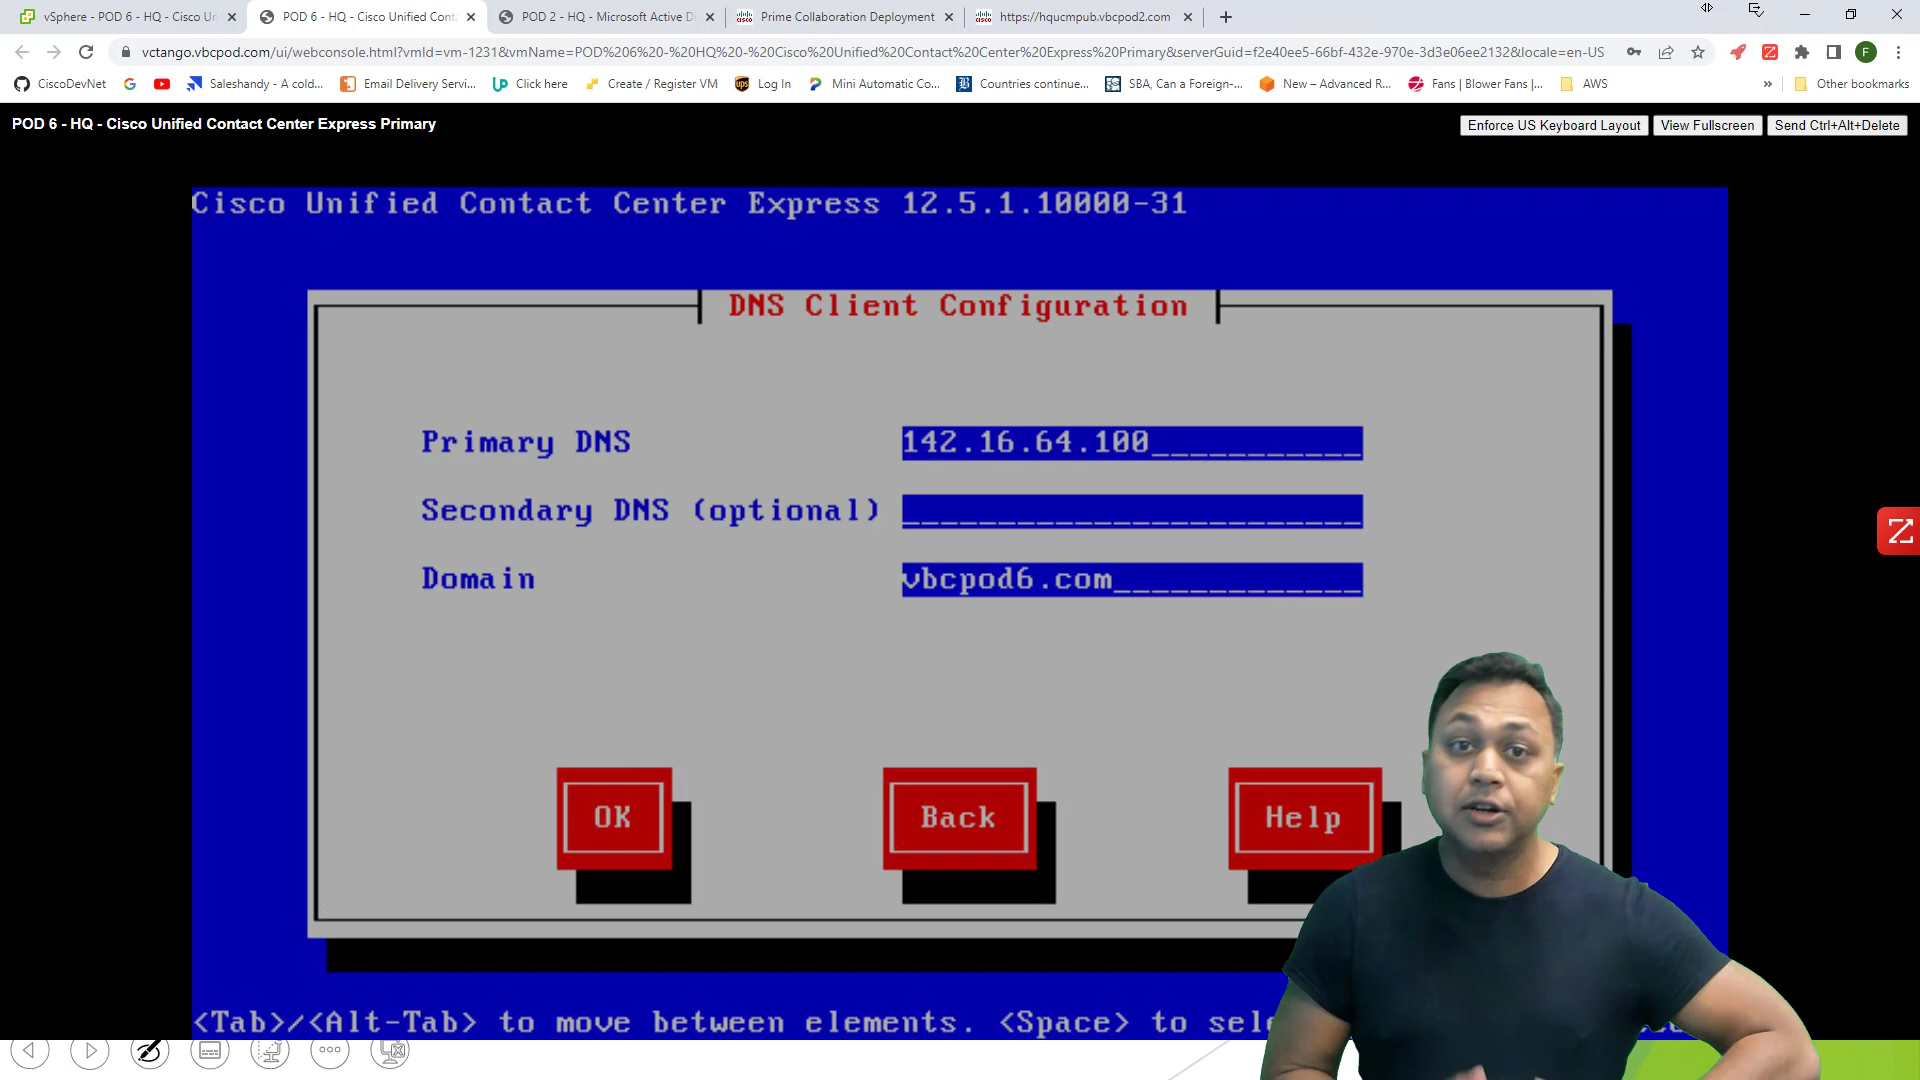 vSphere - POD 6 - HQ - Cisco Un
POD 6 - HQ - Cisco Unified Cont
POD 2 - HQ - Microsoft Active D
Prime Collaboration Deployment
https://hqucmpub.vbcpod2.com
vctango.vbcpod.com/ui/webconsole.html?vmId=vm-1231&vmName=POD%206%20-%20HQ%20-%20Cisco%20Unified%20Contact%20Center%20Express%20Primary&serverGuid=f2e40ee5-66bf-432e-970e-3d3e06ee2132&locale=en-US
F
CiscoDevNet
Saleshandy - A cold...
Email Delivery Servi...
Click here
Create / Register VM
Log In
Mini Automatic Co...
Countries continue...
SBA, Can a Foreign-...
New – Advanced R...
Fans | Blower Fans |...
AWS
»
Other bookmarks
POD 6 - HQ - Cisco Unified Contact Center Express Primary
Enforce US Keyboard Layout
View Fullscreen
Send Ctrl+Alt+Delete
Cisco Unified Contact Center Express 12.5.1.10000-31
DNS Client Configuration
Primary DNS 142.16.64.100
Secondary DNS (optional)
Domain vbcpod6.com
OK
Back
Help
<Tab>/<Alt-Tab> to move between elements. <Space> to sele